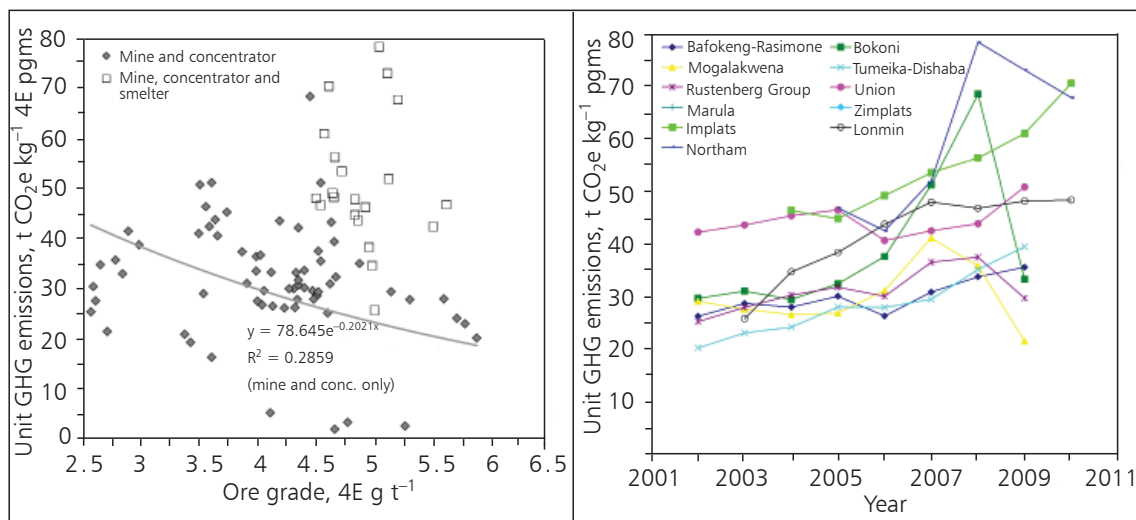 Unit GHG emissions, t CO₂e kg⁻¹ 4E pgms
80
70
60
50
40
30
20
10
0
Mine and concentrator
Mine, concentrator and
smelter
y = 78.645e⁻⁰·²⁰²¹ˣ
R² = 0.2859
(mine and conc. only)
2.5 3 3.5 4 4.5 5 5.5 6 6.5
Ore grade, 4E g t⁻¹
Unit GHG emissions, t CO₂e kg⁻¹ pgms
80
70
60
50
40
30
20
10
Bafokeng-Rasimone
Mogalakwena
Rustenberg Group
Marula
Implats
Northam
Bokoni
Tumeika-Dishaba
Union
Zimplats
Lonmin
2001 2003 2005 2007 2009 2011
Year